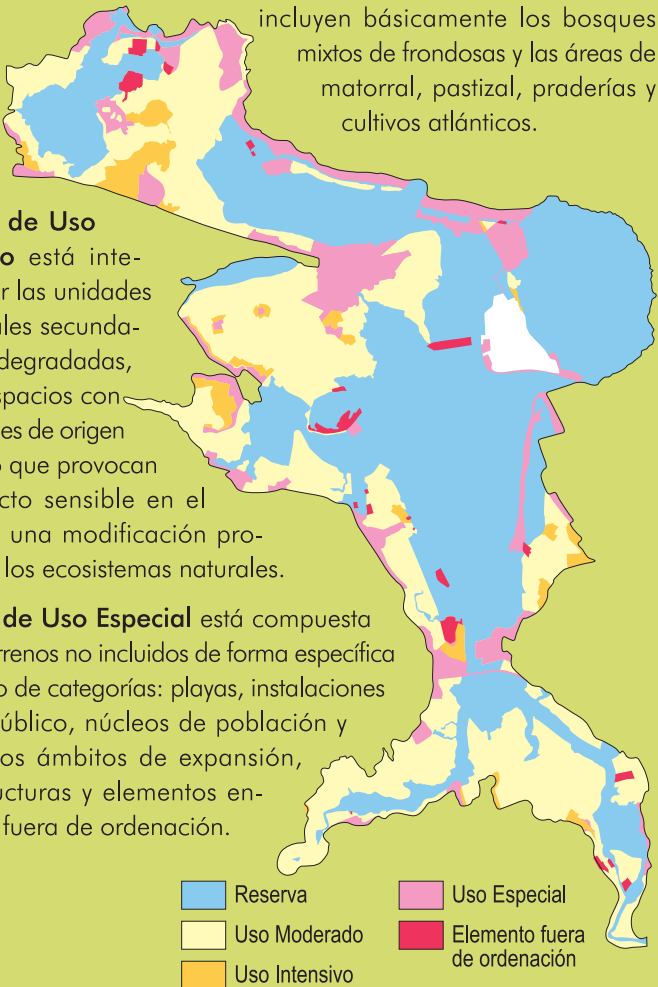 incluyen básicamente los bosques
mixtos de frondosas y las áreas de
matorral, pastizal, praderías y
cultivos atlánticos.
de Uso
o está inte-
r las unidades
ales secunda-
degradadas,
spacios con
es de origen
o que provocan
cto sensible en el
una modificación pro-
los ecosistemas naturales.
de Uso Especial está compuesta
rrenos no incluidos de forma específica
o de categorías: playas, instalaciones
público, núcleos de población y
os ámbitos de expansión,
ucturas y elementos en-
fuera de ordenación.
Reserva
Uso Moderado
Uso Intensivo
Uso Especial
Elemento fuera
de ordenación